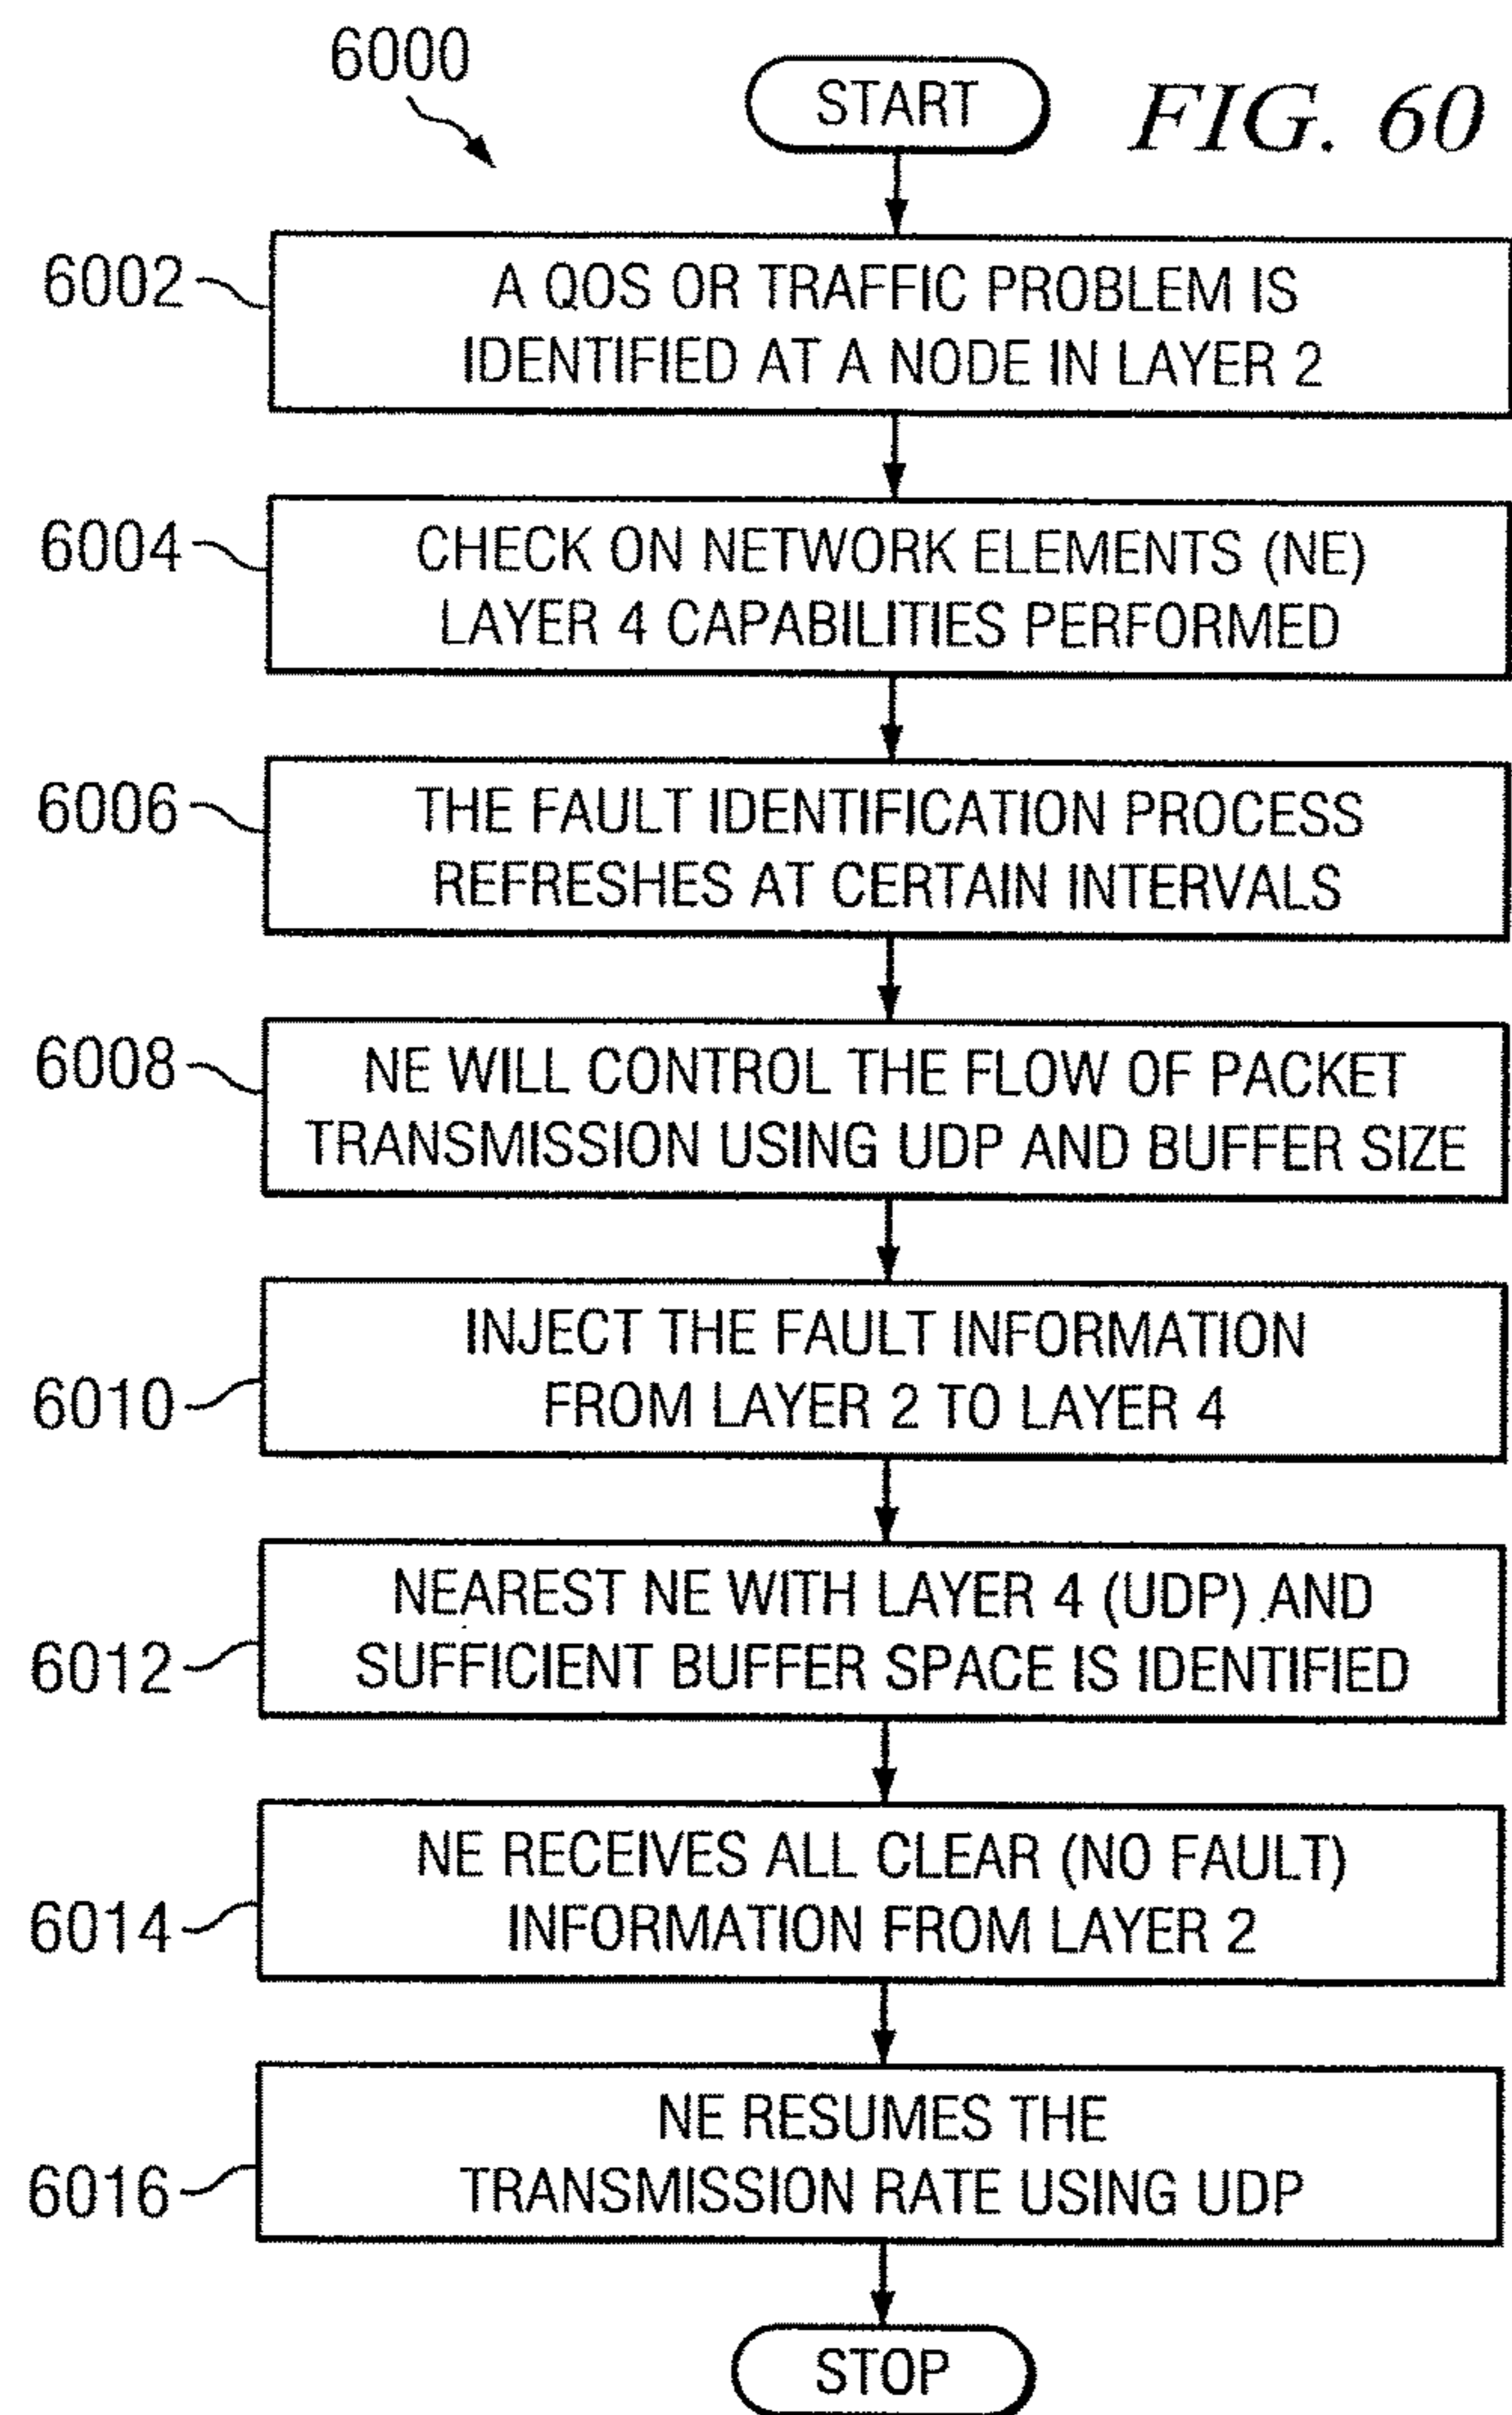 6000
START
FIG. 60
6002
A QOS OR TRAFFIC PROBLEM IS
IDENTIFIED AT A NODE IN LAYER 2
6004
CHECK ON NETWORK ELEMENTS (NE)
LAYER 4 CAPABILITIES PERFORMED
6006
THE FAULT IDENTIFICATION PROCESS
REFRESHES AT CERTAIN INTERVALS
6008
NE WILL CONTROL THE FLOW OF PACKET
TRANSMISSION USING UDP AND BUFFER SIZE
6010
INJECT THE FAULT INFORMATION
FROM LAYER 2 TO LAYER 4
6012
NEAREST NE WITH LAYER 4 (UDP) AND
SUFFICIENT BUFFER SPACE IS IDENTIFIED
6014
NE RECEIVES ALL CLEAR (NO FAULT)
INFORMATION FROM LAYER 2
6016
NE RESUMES THE
TRANSMISSION RATE USING UDP
STOP